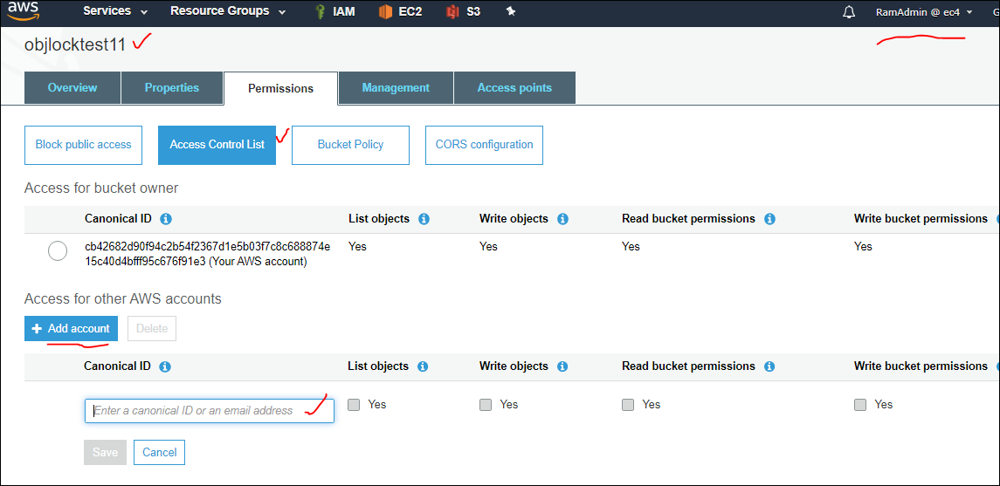 aws Services Resource Groups IAM EC2 S3 RamAdmin @ ec4
objlocktest11
Overview Properties Permissions Management Access points
Block public access Access Control List Bucket Policy CORS configuration
Access for bucket owner
Canonical ID List objects Write objects Read bucket permissions Write bucket permissions
cb42682d90f94c2b54f2367d1e5b03f7c8c688874e Yes Yes Yes Yes
15c40d4bfff95c676f91e3 (Your AWS account)
Access for other AWS accounts
+ Add account Delete
Canonical ID List objects Write objects Read bucket permissions Write bucket permissions
Enter a canonical ID or an email address Yes Yes Yes Yes
Save Cancel